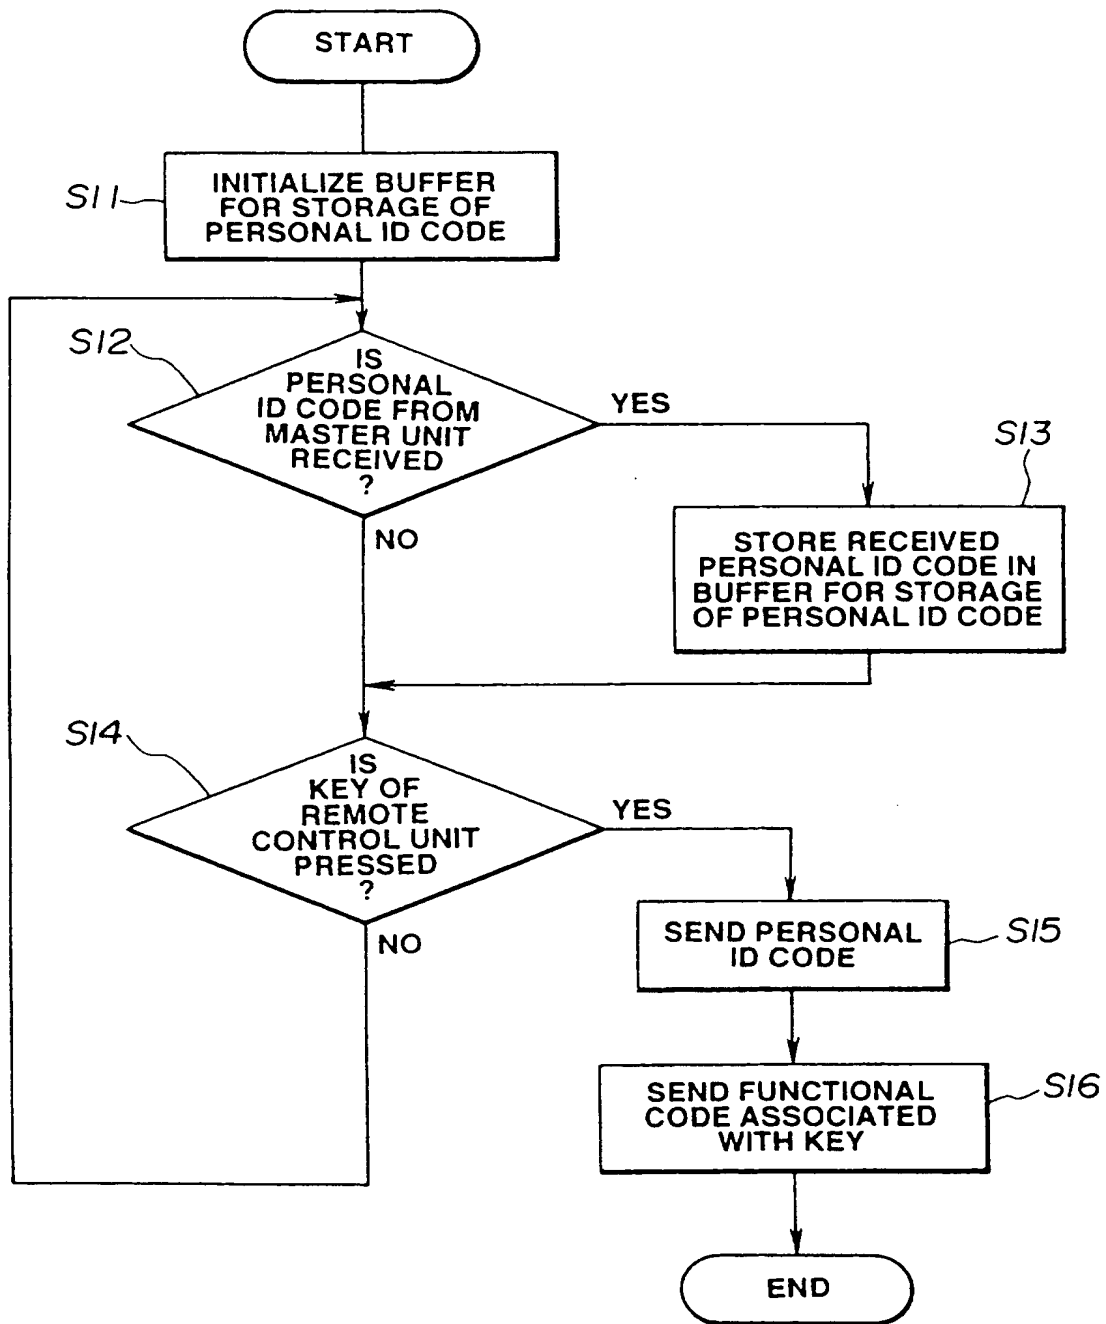 START
S11
INITIALIZE BUFFER
FOR STORAGE OF
PERSONAL ID CODE
S12
IS
PERSONAL
ID CODE FROM
MASTER UNIT
RECEIVED
?
YES
NO
S13
STORE RECEIVED
PERSONAL ID CODE IN
BUFFER FOR STORAGE
OF PERSONAL ID CODE
S14
IS
KEY OF
REMOTE
CONTROL UNIT
PRESSED
?
YES
NO
SEND PERSONAL
ID CODE
S15
SEND FUNCTIONAL
CODE ASSOCIATED
WITH KEY
S16
END